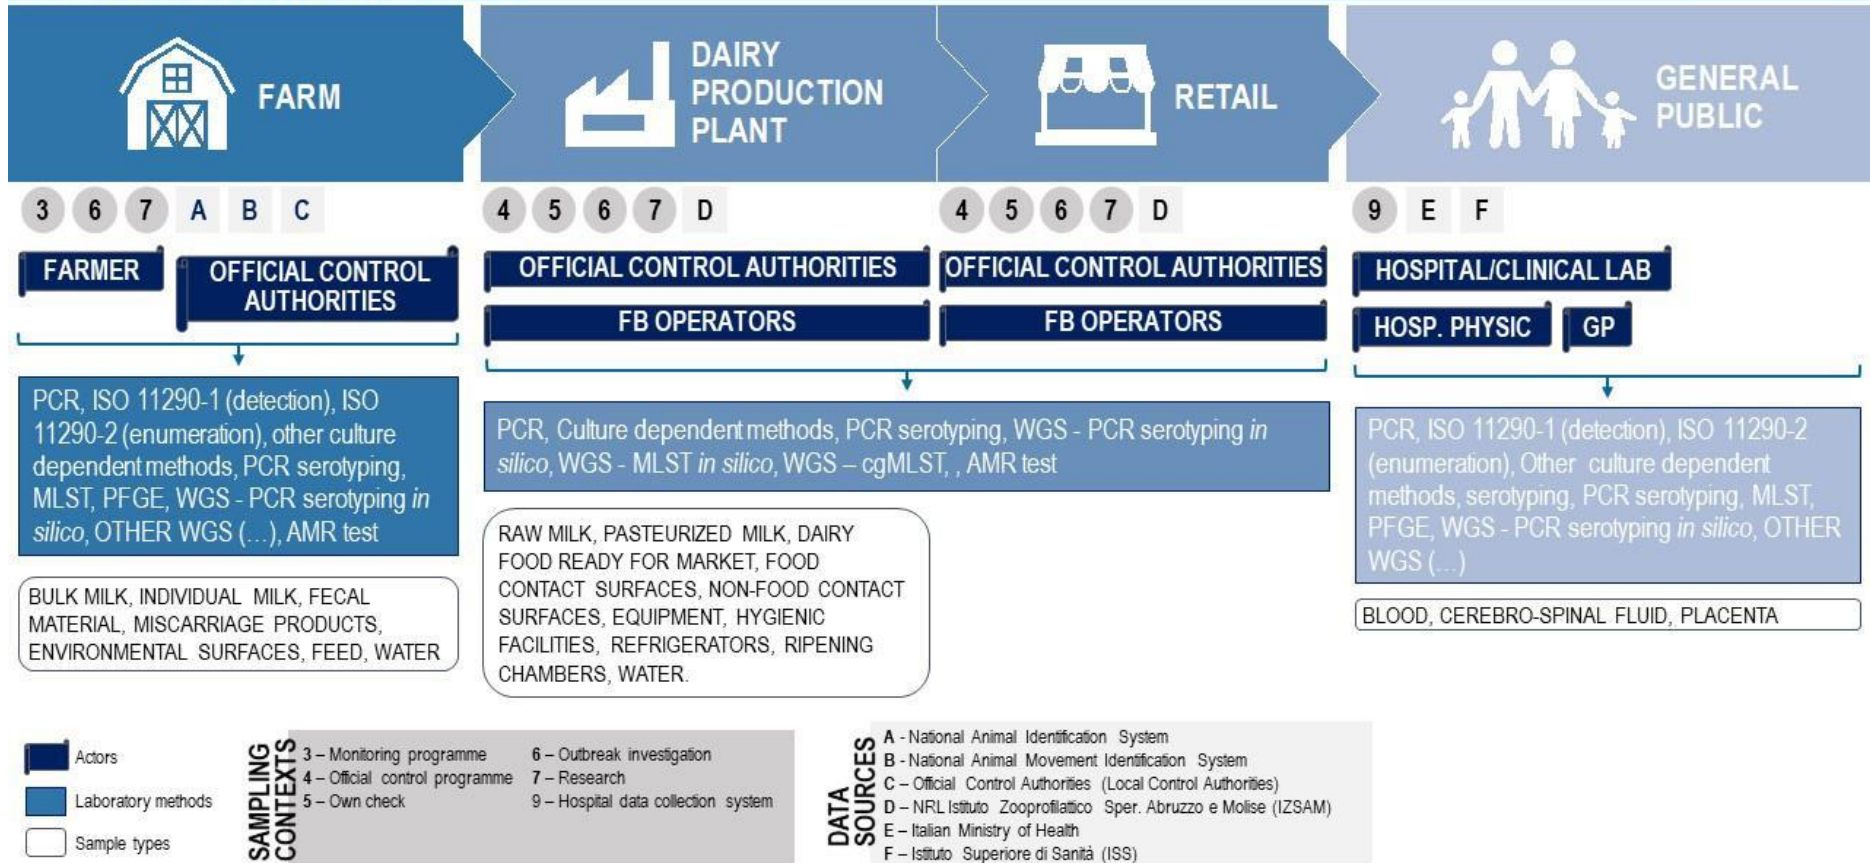 FARM
DAIRY
PRODUCTION
PLANT
RETAIL
GENERAL
PUBLIC
3 6 7 A B C
4 5 6 7 D
4 5 6 7 D
9 E F
FARMER
OFFICIAL CONTROL
AUTHORITIES
OFFICIAL CONTROL AUTHORITIES
FB OPERATORS
OFFICIAL CONTROL AUTHORITIES
FB OPERATORS
HOSPITAL/CLINICAL LAB
HOSP. PHYSIC
GP
PCR, ISO 11290-1 (detection), ISO
11290-2 (enumeration), other culture
dependent methods, PCR serotyping,
MLST, PFGE, WGS - PCR serotyping in
silico, OTHER WGS (...), AMR test
BULK MILK, INDIVIDUAL MILK, FECAL
MATERIAL, MISCARRIAGE PRODUCTS,
ENVIRONMENTAL SURFACES, FEED, WATER
PCR, Culture dependent methods, PCR serotyping, WGS - PCR serotyping in
silico, WGS - MLST in silico, WGS – cgMLST, , AMR test
RAW MILK, PASTEURIZED MILK, DAIRY
FOOD READY FOR MARKET, FOOD
CONTACT SURFACES, NON-FOOD CONTACT
SURFACES, EQUIPMENT, HYGIENIC
FACILITIES, REFRIGERATORS, RIPENING
CHAMBERS, WATER.
PCR, ISO 11290-1 (detection), ISO 11290-2
(enumeration), Other culture dependent
methods, serotyping, PCR serotyping, MLST,
PFGE, WGS - PCR serotyping in silico, OTHER
WGS (...)
BLOOD, CEREBRO-SPINAL FLUID, PLACENTA
Actors
Laboratory methods
Sample types
SAMPLING
CONTEXTS
3 – Monitoring programme
4 – Official control programme
5 – Own check
6 – Outbreak investigation
7 – Research
9 – Hospital data collection system
DATA
SOURCES
A - National Animal Identification System
B - National Animal Movement Identification System
C – Official Control Authorities (Local Control Authorities)
D – NRL Istituto Zooprofilatico Sper. Abruzzo e Molise (IZSAM)
E – Italian Ministry of Health
F – Istituto Superiore di Sanità (ISS)